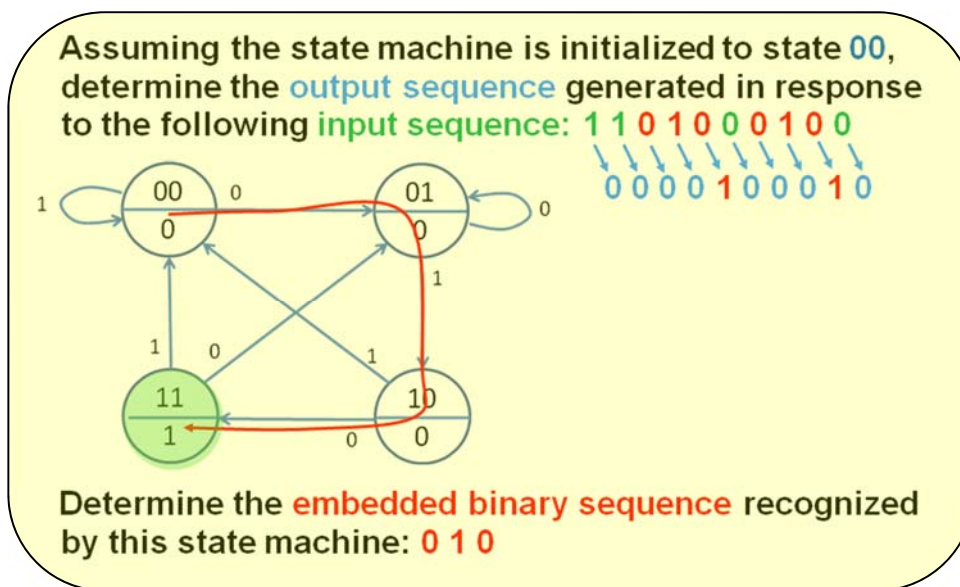 Assuming the state machine is initialized to state 00,
determine the output sequence generated in response
to the following input sequence: 1 1 0 1 0 0 0 1 0 0
0 0 0 0 1 0 0 0 1 0
00
0
0
01
0
0
1
1
1
0
1
11
1
0
10
0
Determine the embedded binary sequence recognized
by this state machine: 0 1 0